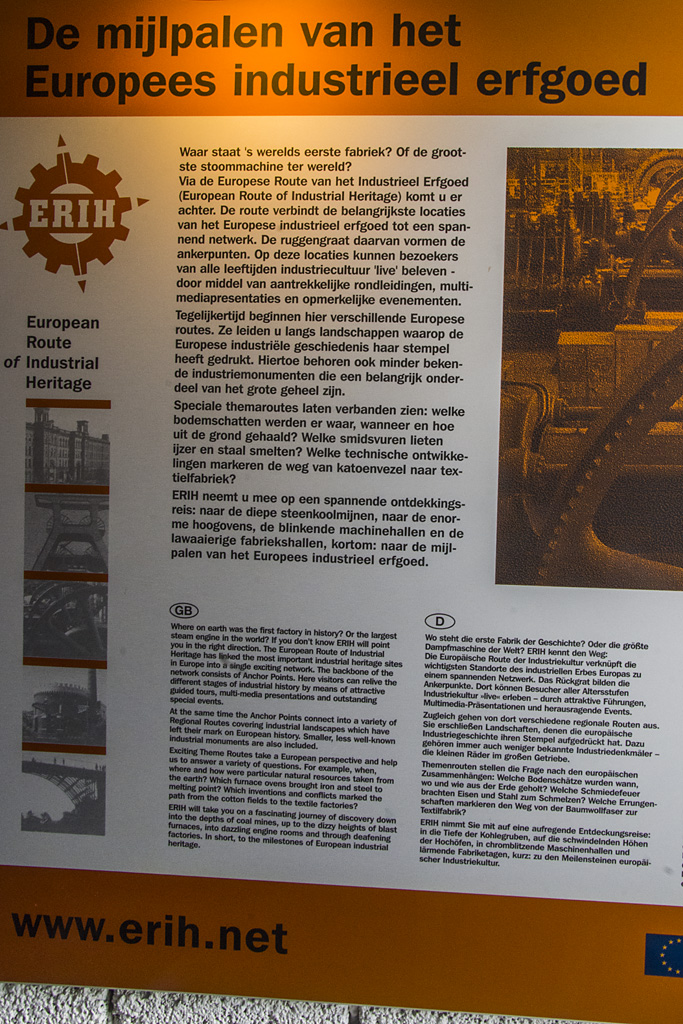 De mijlpalen van het
Europees industrieel erfgoed
ERIH
European
Route
of Industrial
Heritage
Waar staat 's werelds eerste fabriek? Of de groot-
ste stoommachine ter wereld?
Via de Europese Route van het Industrieel Erfgoed
(European Route of Industrial Heritage) komt u er
achter. De route verbindt de belangrijkste locaties
van het Europese industrieel erfgoed tot een span-
nend netwerk. De ruggengraat daarvan vormen de
ankerpunten. Op deze locaties kunnen bezoekers
van alle leeftijden industriecultuur 'live' beleven -
door middel van aantrekkelijke rondleidingen, multi-
mediapresentaties en opmerkelijke evenementen.
Tegelijkertijd beginnen hier verschillende Europese
routes. Ze leiden u langs landschappen waarop de
Europese industriële geschiedenis haar stempel
heeft gedrukt. Hiertoe behoren ook minder beken-
de industriemonumenten die een belangrijk onder-
deel van het grote geheel zijn.
Speciale themaroutes laten verbanden zien: welke
bodemschatten werden er waar, wanneer en hoe
uit de grond gehaald? Welke smidsvuren lieten
ijzer en staal smelten? Welke technische ontwikke-
lingen markeren de weg van katoenvezel naar tex-
tielfabriek?
ERIH neemt u mee op een spannende ontdekkings-
reis: naar de diepe steenkoolmijnen, naar de enor-
me hoogovens, de blinkende machinehallen en de
lawaaierige fabriekshallen, kortom: naar de mijl-
palen van het Europees industrieel erfgoed.
GB
Where on earth was the first factory in history? Or the largest
steam engine in the world? If you don't know ERIH will point
you in the right direction. The European Route of Industrial
Heritage has linked the most important industrial heritage sites
in Europe into a single exciting network. The backbone of the
network consists of Anchor Points. Here visitors can relive the
different stages of industrial history by means of attractive
guided tours, multi-media presentations and outstanding
special events.
At the same time the Anchor Points connect into a variety of
Regional Routes covering industrial landscapes which have
left their mark on European history. Smaller, less well-known
industrial monuments are also included.
Exciting Theme Routes take a European perspective and help
us to answer a variety of questions. For example, when,
where and how were particular natural resources taken from
the earth? Which furnace ovens brought iron and steel to
melting point? Which inventions and conflicts marked the
path from the cotton fields to the textile factories?
ERIH will take you on a fascinating journey of discovery down
into the depths of coal mines, up to the dizzy heights of blast
furnaces, into dazzling engine rooms and through deafening
factories. In short, to the milestones of European industrial
heritage.
D
Wo steht die erste Fabrik der Geschichte? Oder die größte
Dampfmaschine der Welt? ERIH kennt den Weg:
Die Europäische Route der Industriekultur verknüpft die
wichtigsten Standorte des industriellen Erbes Europas zu
einem spannenden Netzwerk. Das Rückgrat bilden die
Ankerpunkte. Dort können Besucher aller Altersstufen
Industriekultur »live« erleben – durch attraktive Führungen,
Multimedia-Präsentationen und herausragende Events.
Zugleich gehen von dort verschiedene regionale Routen aus.
Sie erschließen Landschaften, denen die europäische
Industriegeschichte ihren Stempel aufgedrückt hat. Dazu
gehören immer auch weniger bekannte Industriedenkmäler –
die kleinen Räder im großen Getriebe.
Themenrouten stellen die Frage nach den europäischen
Zusammenhängen: Welche Bodenschätze wurden wann,
wo und wie aus der Erde geholt? Welche Schmiedefeuer
brachten Eisen und Stahl zum Schmelzen? Welche Errungen-
schaften markieren den Weg von der Baumwollfaser zur
Textilfabrik?
ERIH nimmt Sie mit auf eine aufregende Entdeckungsreise:
in die Tiefe der Kohlegruben, auf die schwindelnden Höhen
der Hochöfen, in chromblitzende Maschinenhallen und
lärmende Fabriketagen, kurz: zu den Meilensteinen europäi-
scher Industriekultur.
www.erih.net